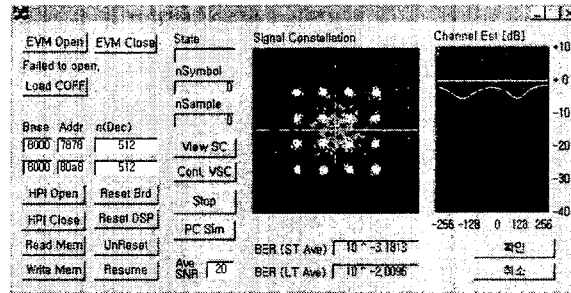 EVM Open EVM Close State Signal Constellation Channel Est [dB]
Failed to open. nSymbol
Load COFF 0
nSample
0
Base Addr n(Dec)
8000 7878 512 View SC
8000 80a8 512 Cont. VSC
HPI Open Reset Brd Stop
HPI Close Reset DSP PC Sim
Read Mem UnReset
Write Mem Resume
Ave SNR 20
BER (ST Ave) 10 ^ -3.1813
BER (LT Ave) 10 ^ -2.0096
+10
0
-10
-20
-30
-40
-256 -128 0 128 256
확인
취소